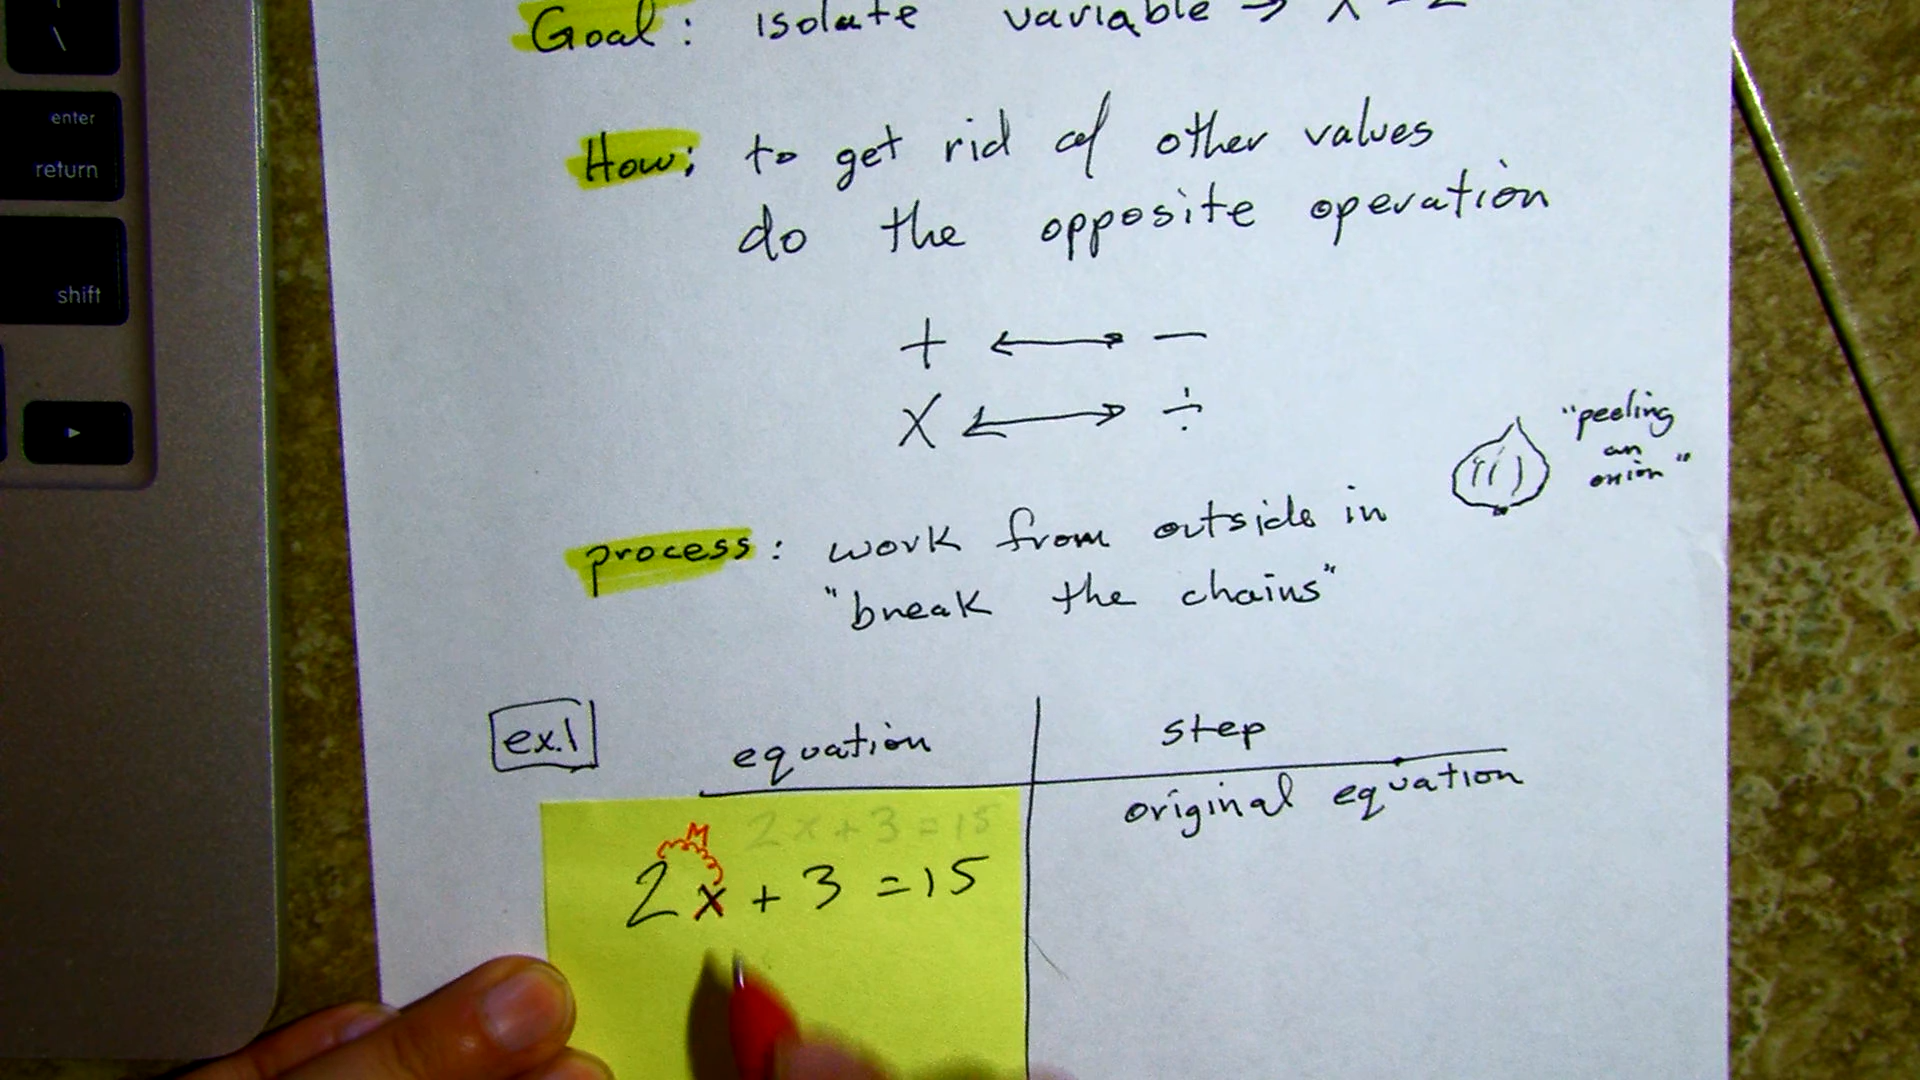 Goal: isolate variable → x = 2
How: to get rid of other values
do the opposite operation
+ ↔ −
X ↔ ÷
"peeling
an
onion"
process: work from outside in
"break the chains"
ex.1
equation
step
2x+3=15
original equation
M
2x + 3 = 15
\
enter
return
shift